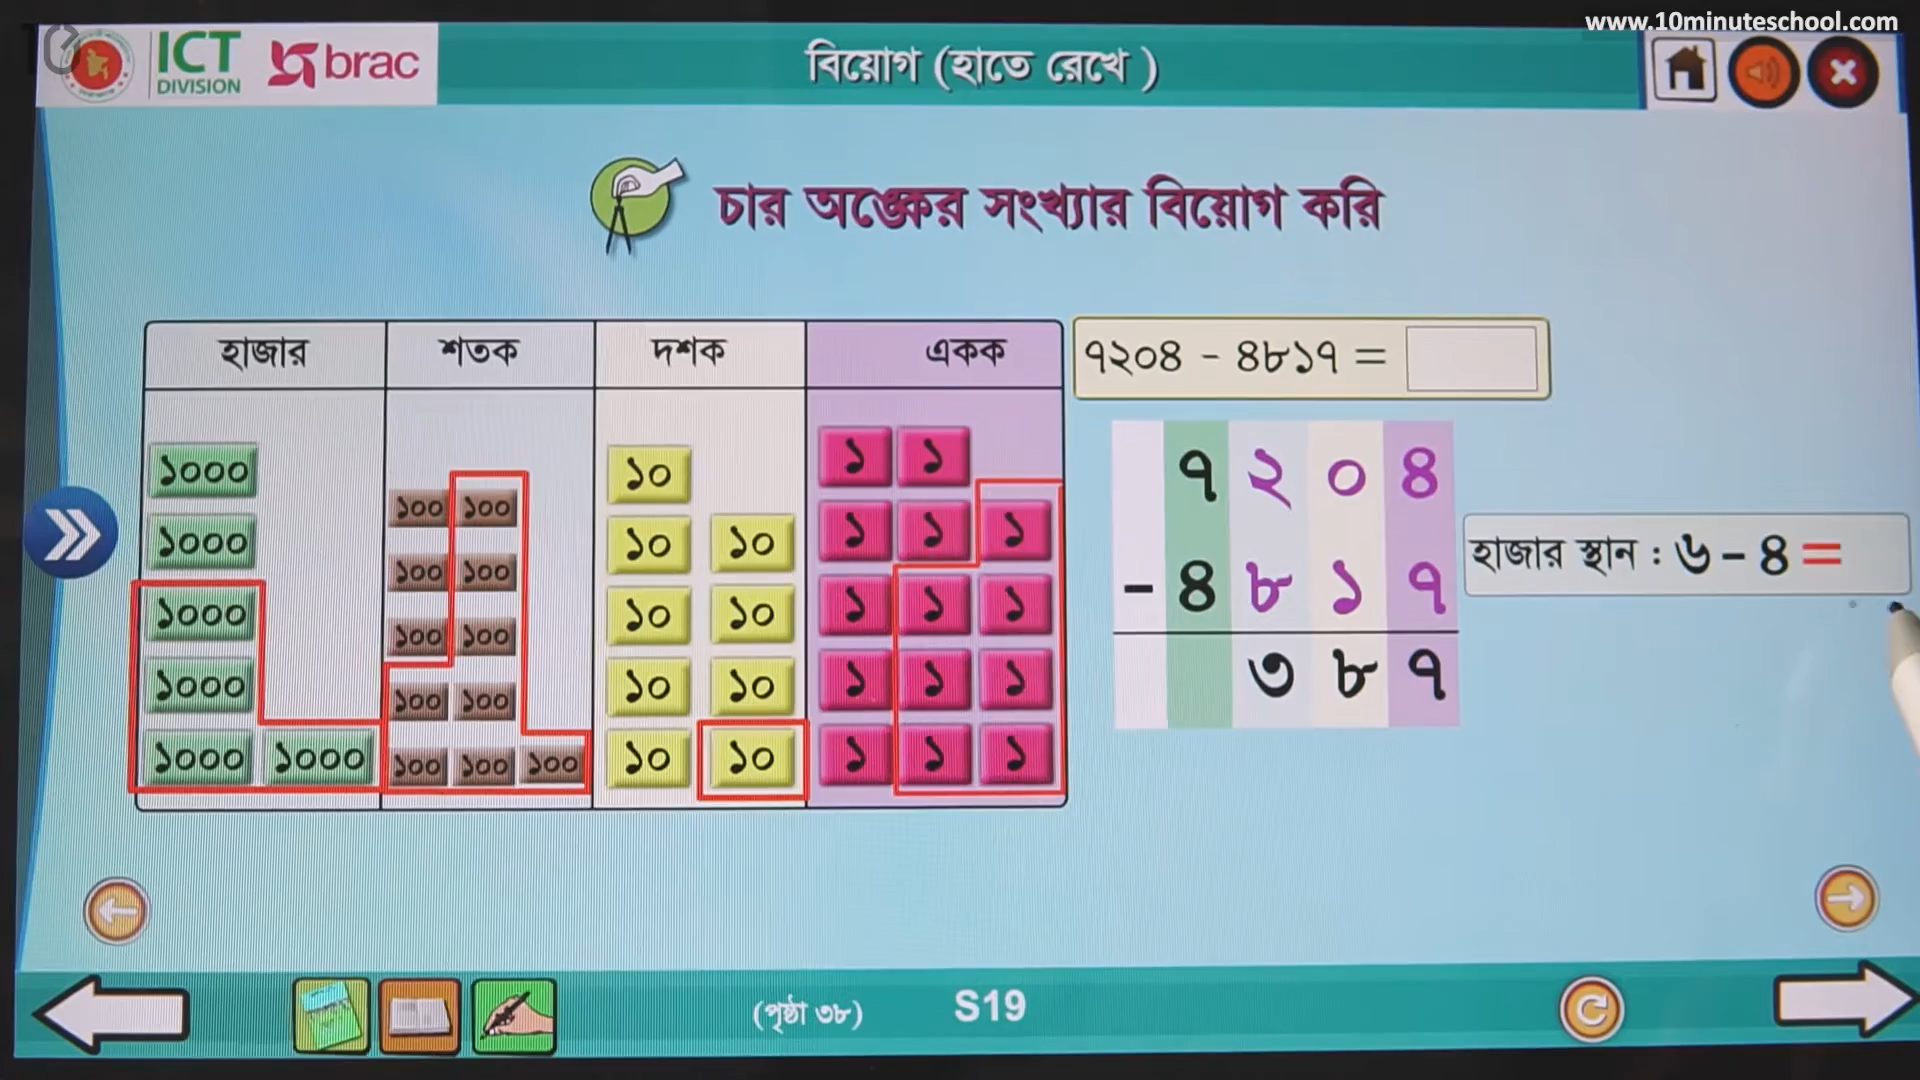 www.10minuteschool.com
ICT
DIVISION
brac
বিয়োগ (হাতে রেখে )
চার অঙ্কের সংখ্যার বিয়োগ করি
হাজার শতক দশক একক
১০০০ ১০ ১ ১
১০০ ১০০
১০০০ ১০ ১০ ১ ১ ১
১০০ ১০০
১০০০ ১০ ১০ ১ ১ ১
১০০ ১০০
১০০০ ১০ ১০ ১ ১ ১
১০০ ১০০
১০০০ ১০০০ ১০০ ১০০ ১০০ ১০ ১০ ১ ১ ১
৭২০৪ - ৪৮১৭ =
৭ ২ ০ ৪
- ৪ ৮ ১ ৭
৩ ৮ ৭
হাজার স্থান : ৬ - ৪ =
(পৃষ্ঠা ৩৮)
S19